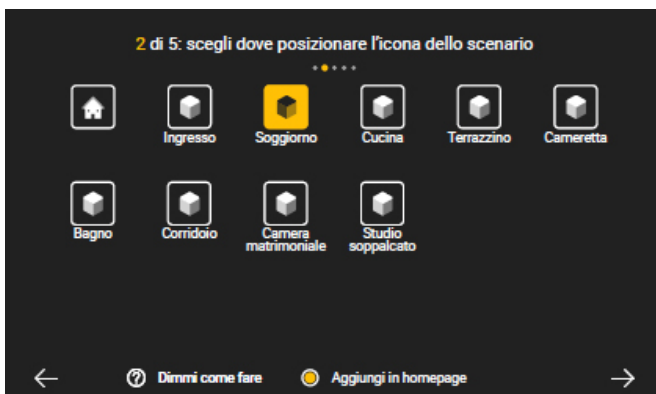 2 di 5: scegli dove posizionare l'icona dello scenario
Ingresso
Soggiorno
Cucina
Terrazzino
Cameretta
Bagno
Corridoio
Camera
matrimoniale
Studio
soppalcato
Dimmi come fare
Aggiungi in homepage